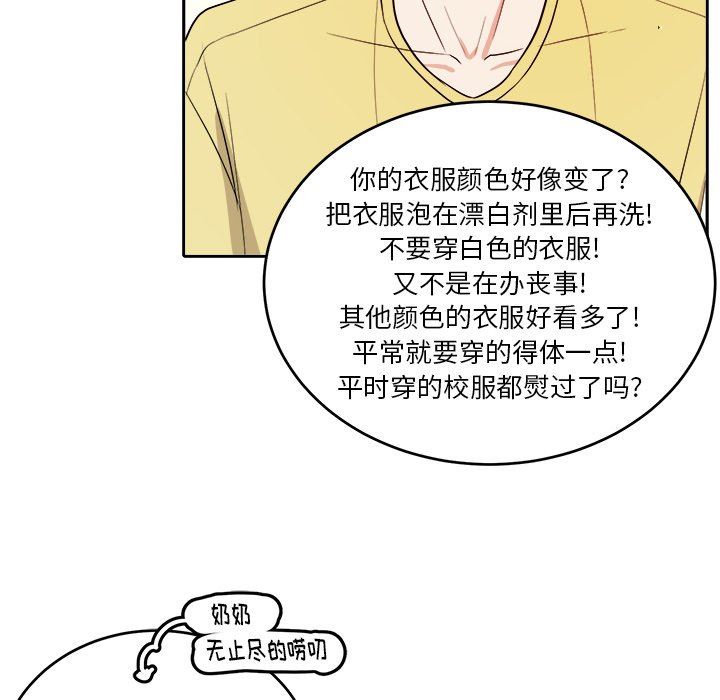 你的衣服颜色好像变了?
把衣服泡在漂白剂里后再洗!
不要穿白色的衣服!
又不是在办丧事!
其他颜色的衣服好看多了!
平常就要穿的得体一点!
平时穿的校服都熨过了吗?
奶奶
无止尽的唠叨